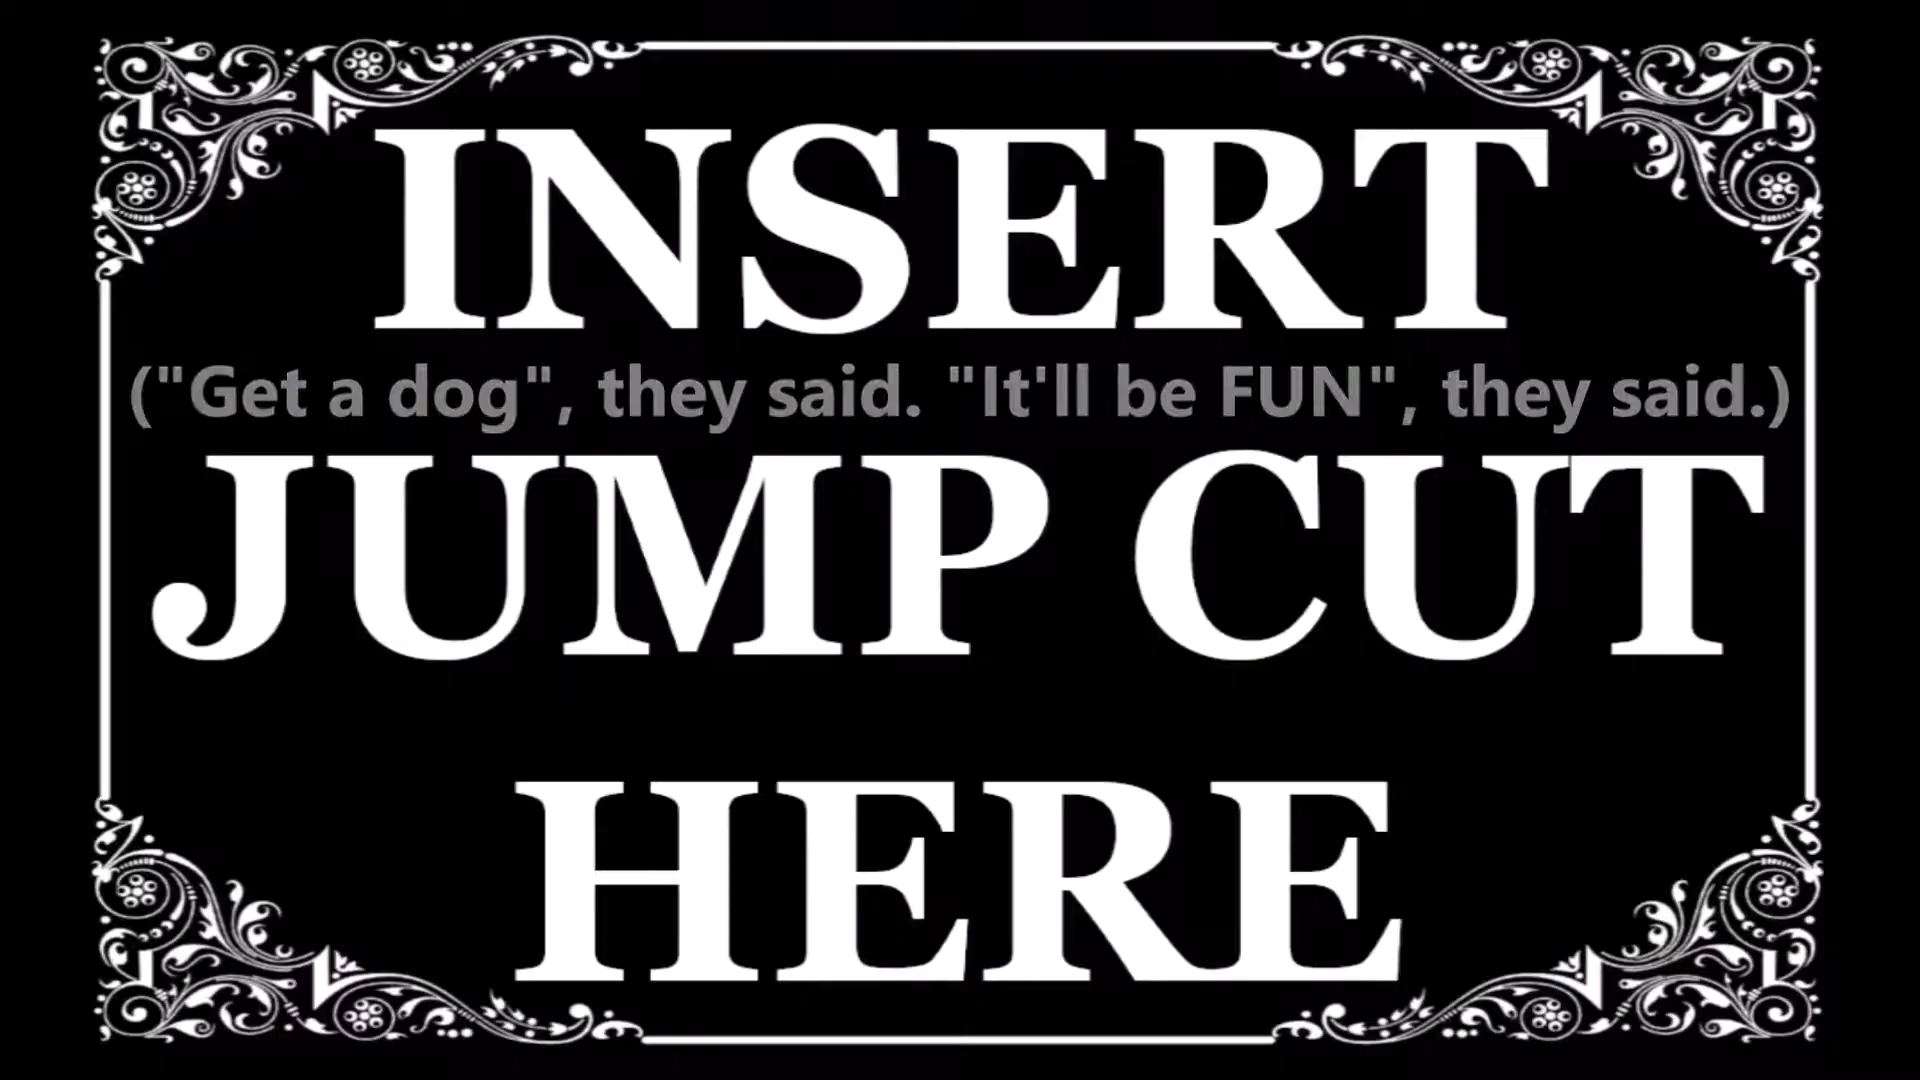 INSERT
("Get a dog", they said. "It'll be FUN", they said.)
JUMP CUT
HERE